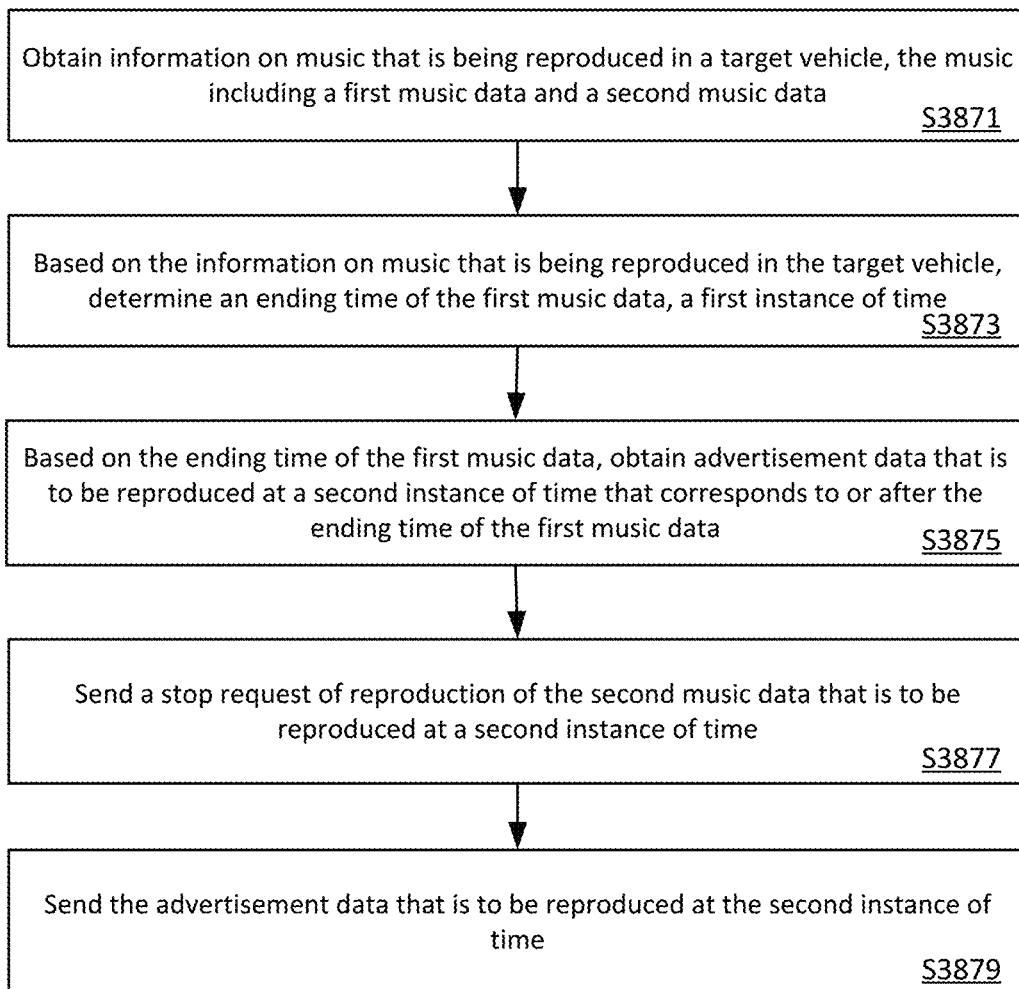 Obtain information on music that is being reproduced in a target vehicle, the music
including a first music data and a second music data
S3871
Based on the information on music that is being reproduced in the target vehicle,
determine an ending time of the first music data, a first instance of time
S3873
Based on the ending time of the first music data, obtain advertisement data that is
to be reproduced at a second instance of time that corresponds to or after the
ending time of the first music data
S3875
Send a stop request of reproduction of the second music data that is to be
reproduced at a second instance of time
S3877
Send the advertisement data that is to be reproduced at the second instance of
time
S3879